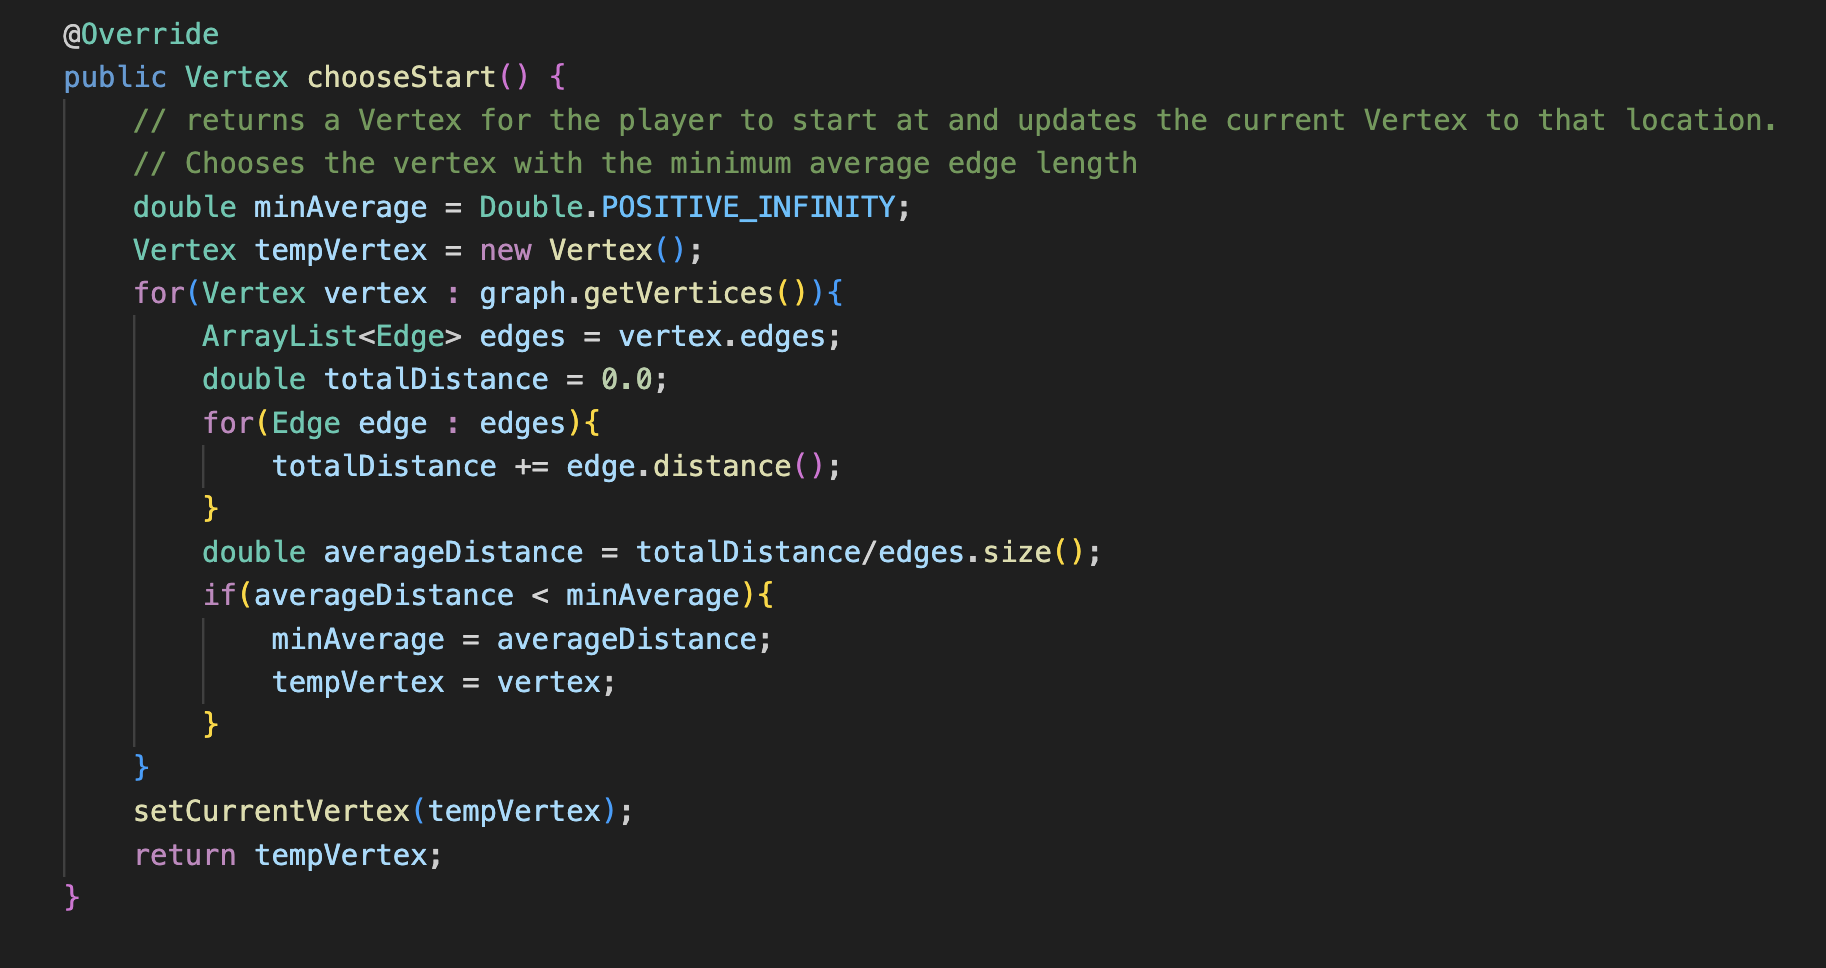 @Override
public Vertex chooseStart() {
// returns a Vertex for the player to start at and updates the current Vertex to that location.
// Chooses the vertex with the minimum average edge length
double minAverage = Double.POSITIVE_INFINITY;
Vertex tempVertex = new Vertex();
for(Vertex vertex : graph.getVertices()){
ArrayList<Edge> edges = vertex.edges;
double totalDistance = 0.0;
for(Edge edge : edges){
totalDistance += edge.distance();
}
double averageDistance = totalDistance/edges.size();
if(averageDistance < minAverage){
minAverage = averageDistance;
tempVertex = vertex;
}
}
setCurrentVertex(tempVertex);
return tempVertex;
}